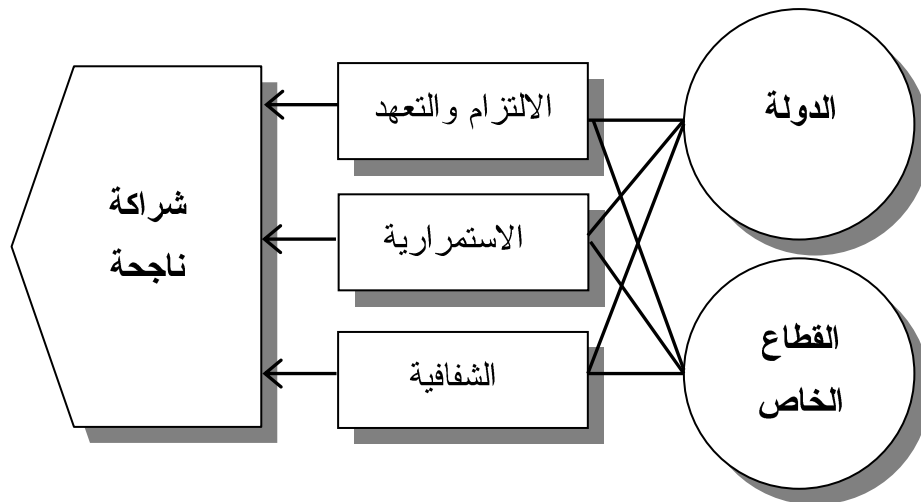 الدولة
القطاع
الخاص
الالتزام والتعهد
الاستمرارية
الشفافية
شراكة
ناجحة